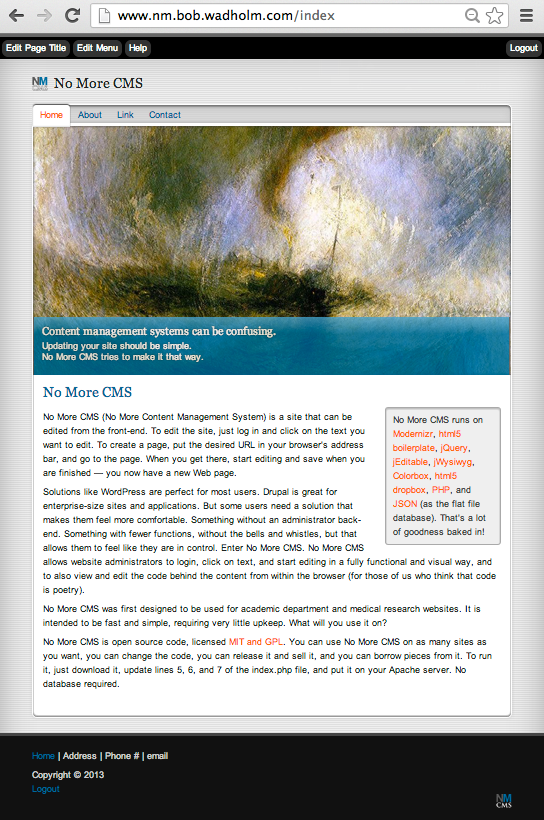 www.nm.bob.wadholm.com/index
Edit Page Title Edit Menu Help Logout
NM CMS No More CMS
Home About Link Contact
Content management systems can be confusing.
Updating your site should be simple.
No More CMS tries to make it that way.
No More CMS
No More CMS (No More Content Management System) is a site that can be
edited from the front-end. To edit the site, just log in and click on the text you
want to edit. To create a page, put the desired URL in your browser's address
bar, and go to the page. When you get there, start editing and save when you
are finished — you now have a new Web page.
Solutions like WordPress are perfect for most users. Drupal is great for
enterprise-size sites and applications. But some users need a solution that
makes them feel more comfortable. Something without an administrator back-
end. Something with fewer functions, without the bells and whistles, but that
allows them to feel like they are in control. Enter No More CMS. No More CMS
allows website administrators to login, click on text, and start editing in a fully functional and visual way, and
to also view and edit the code behind the content from within the browser (for those of us who think that code
is poetry).
No More CMS was first designed to be used for academic department and medical research websites. It is
intended to be fast and simple, requiring very little upkeep. What will you use it on?
No More CMS is open source code, licensed MIT and GPL. You can use No More CMS on as many sites as
you want, you can change the code, you can release it and sell it, and you can borrow pieces from it. To run
it, just download it, update lines 5, 6, and 7 of the index.php file, and put it on your Apache server. No
database required.
No More CMS runs on
Modernizr, html5
boilerplate, jQuery,
jEditable, jWysiwyg,
Colorbox, html5
dropbox, PHP, and
JSON (as the flat file
database). That's a lot
of goodness baked in!
Home | Address | Phone # | email
Copyright © 2013
Logout
NM
CMS